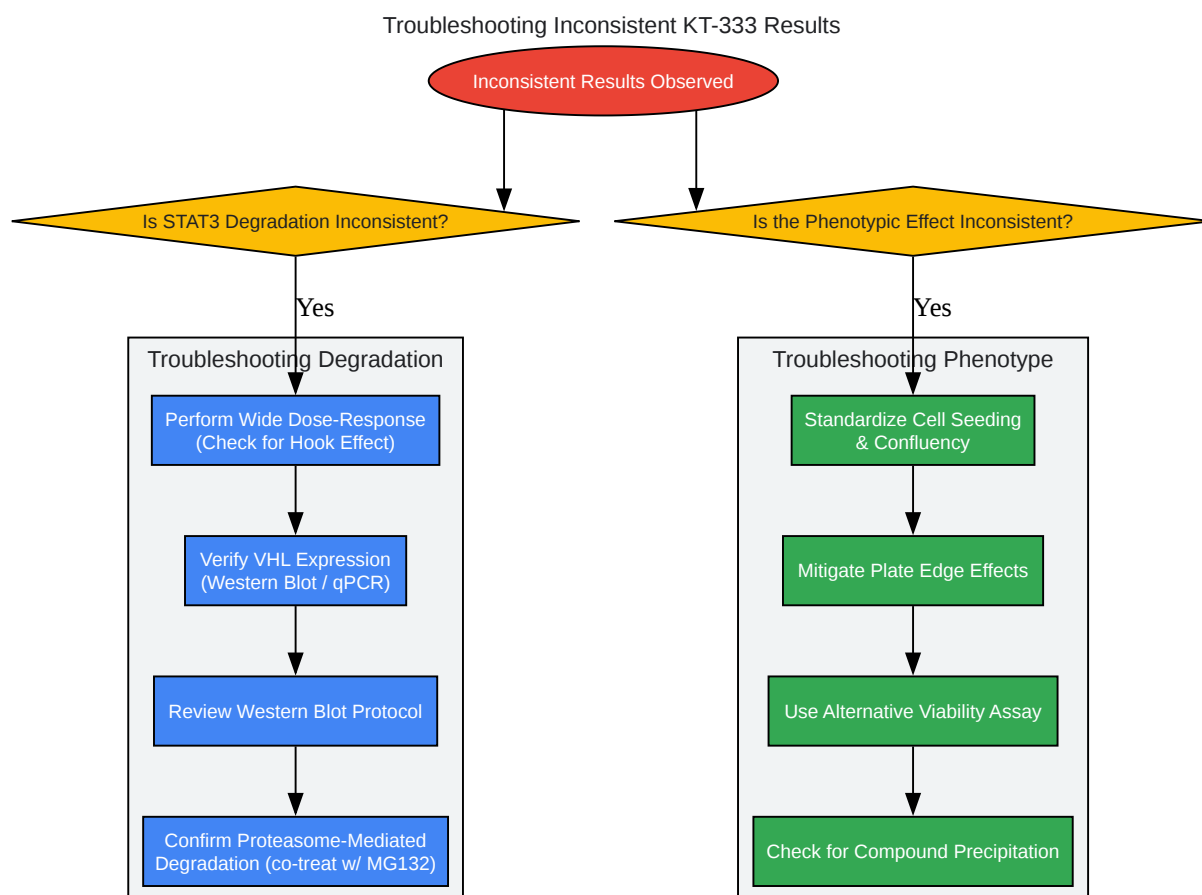 Troubleshooting Inconsistent KT-333 Results
Inconsistent Results Observed
Is STAT3 Degradation Inconsistent?
Is the Phenotypic Effect Inconsistent?
Yes
Yes
Troubleshooting Degradation
Perform Wide Dose-Response
(Check for Hook Effect)
Verify VHL Expression
(Western Blot / qPCR)
Review Western Blot Protocol
Confirm Proteasome-Mediated
Degradation (co-treat w/ MG132)
Troubleshooting Phenotype
Standardize Cell Seeding
& Confluency
Mitigate Plate Edge Effects
Use Alternative Viability Assay
Check for Compound Precipitation